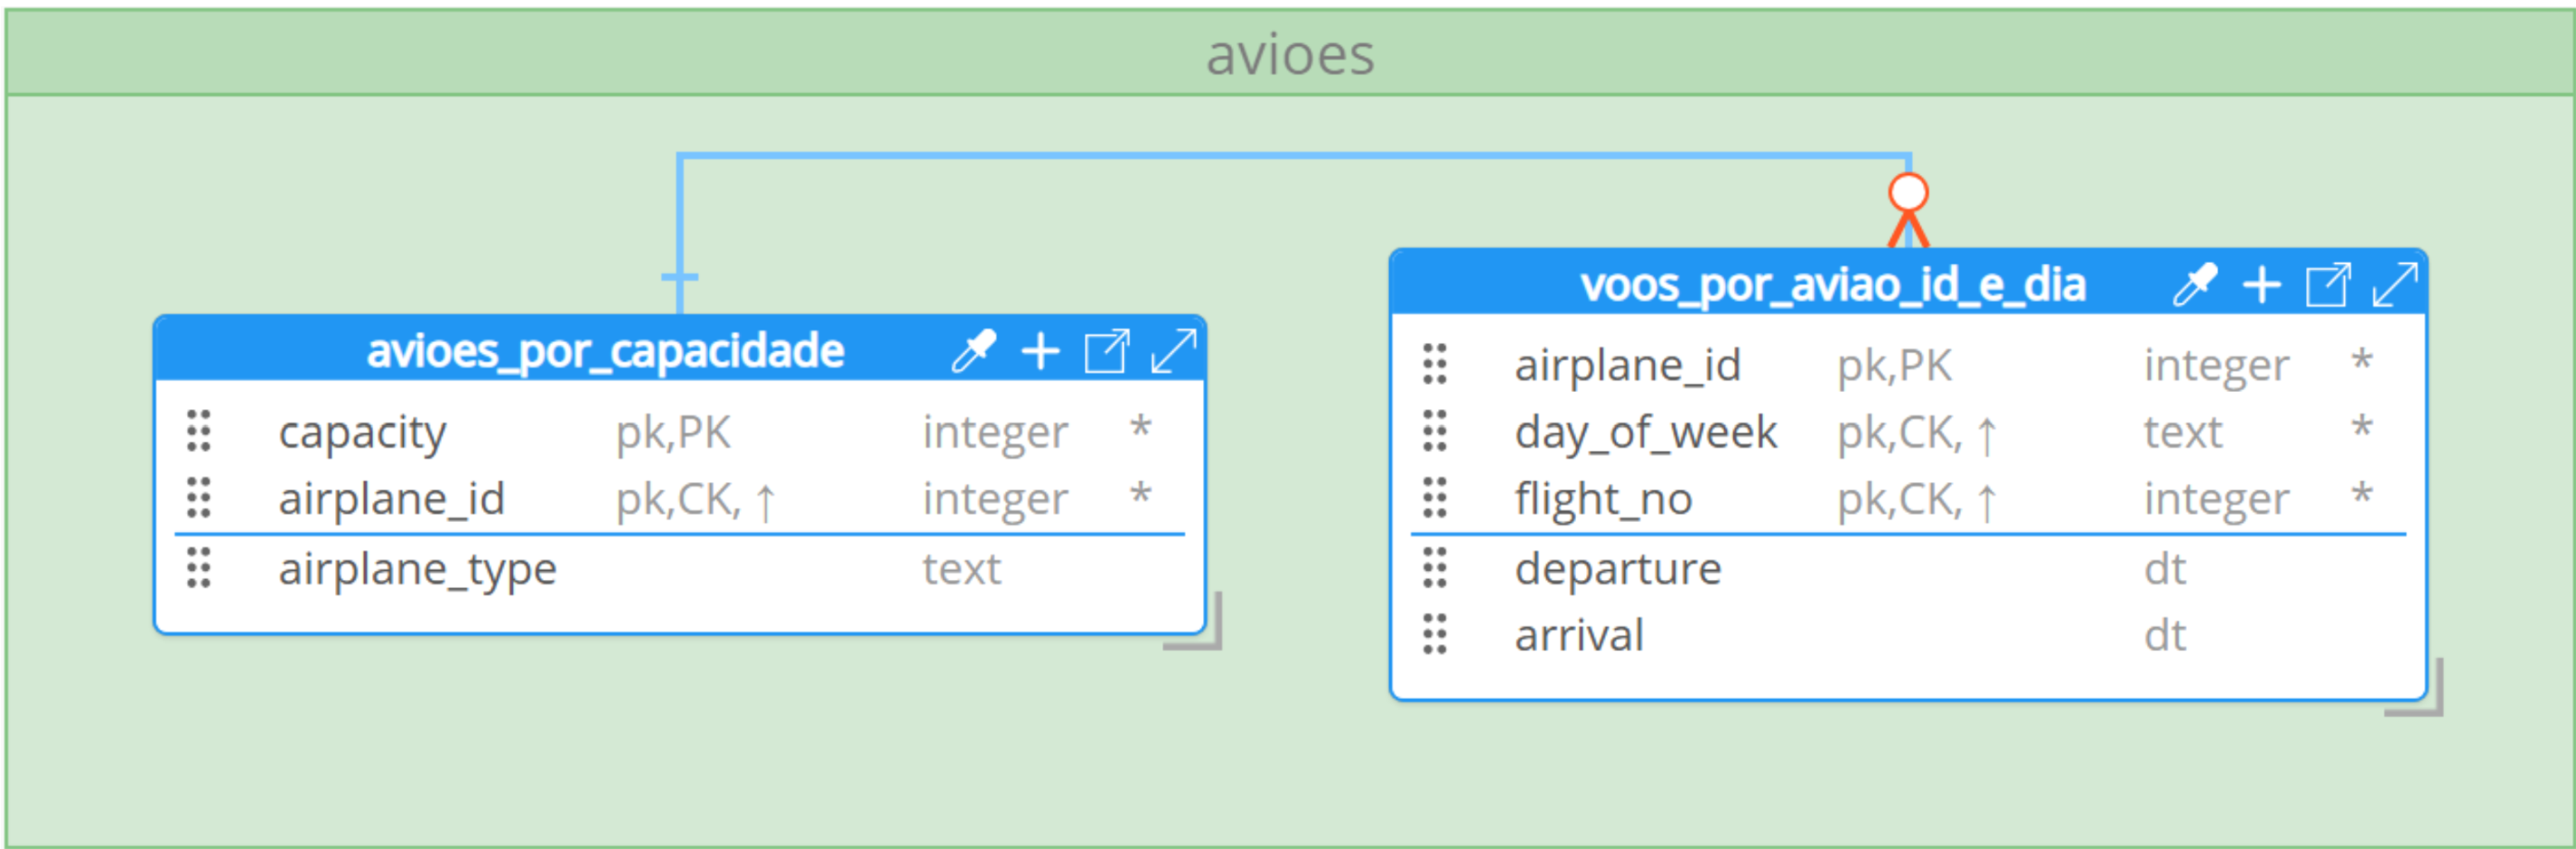 avioes
avioes_por_capacidade
capacity pk,PK integer *
airplane_id pk,CK, ↑ integer *
airplane_type text
voos_por_aviao_id_e_dia
airplane_id pk,PK integer *
day_of_week pk,CK, ↑ text *
flight_no pk,CK, ↑ integer *
departure dt
arrival dt